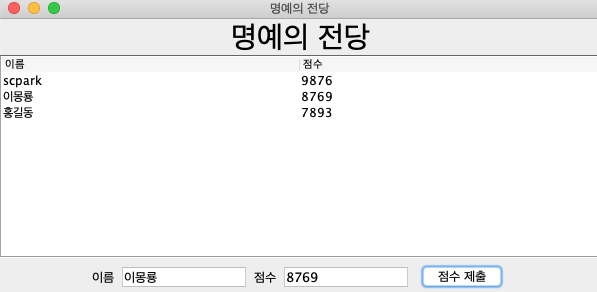 명예의 전당
명예의 전당
이름 점수
scpark 9876
이몽룡 8769
홍길동 7893
이름 이몽룡 점수 8769 점수 제출